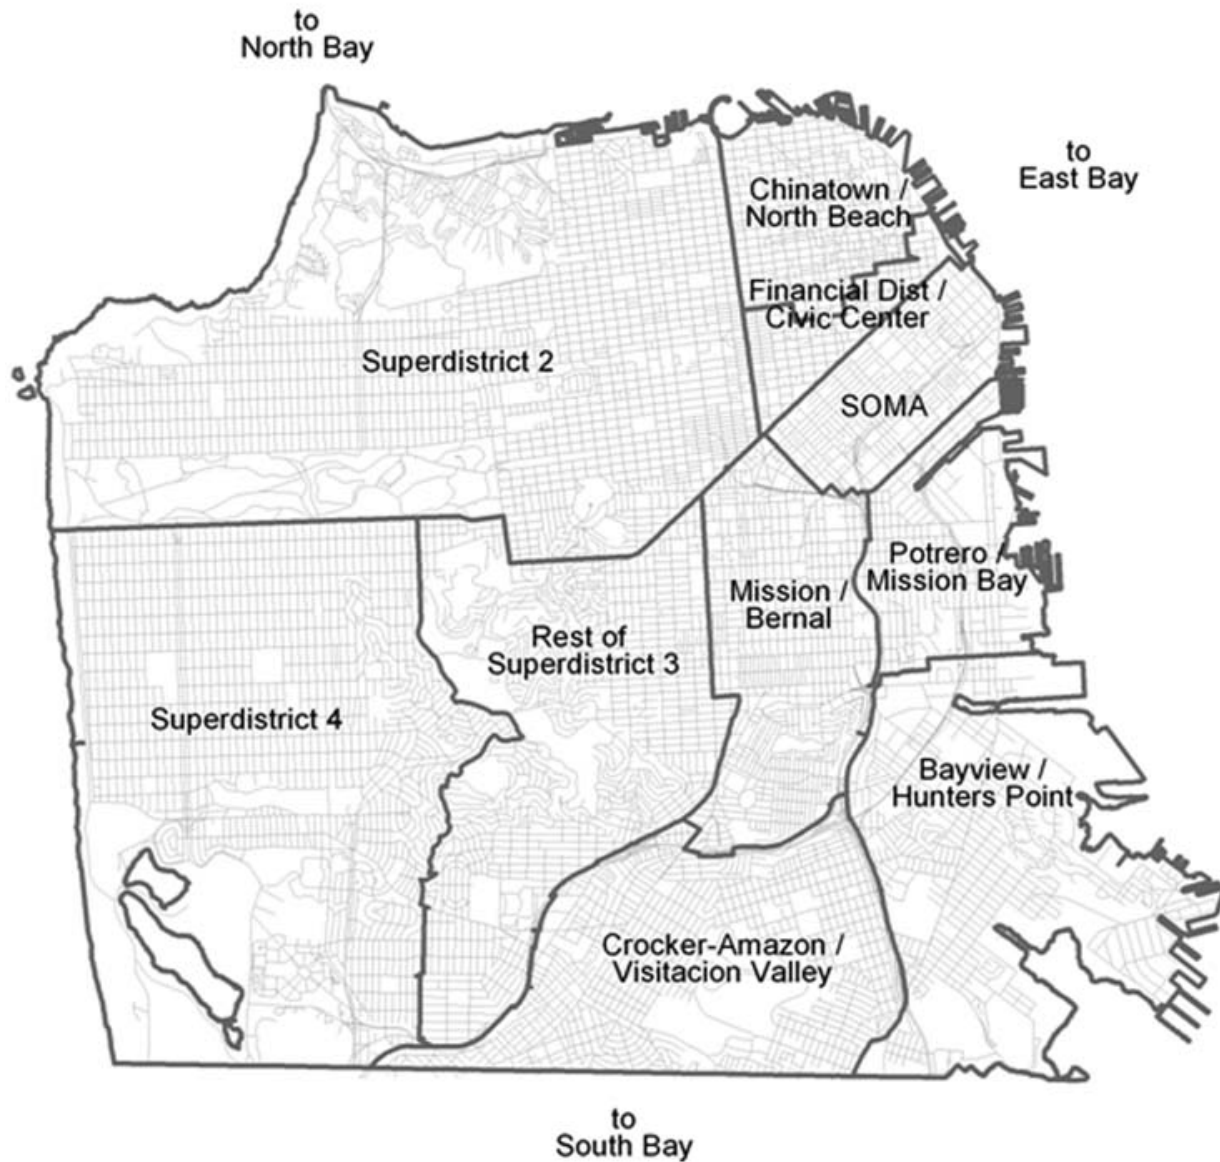 to
North Bay
to
East Bay
Chinatown /
North Beach
Financial Dist /
Civic Center
Superdistrict 2
SOMA
Potrero /
Mission Bay
Mission /
Bernal
Rest of
Superdistrict 3
Superdistrict 4
Bayview /
Hunters Point
Crocker-Amazon /
Visitacion Valley
to
South Bay